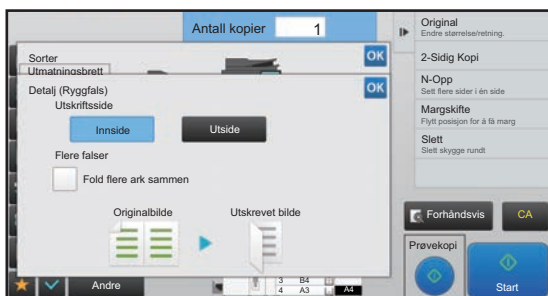 Antall kopier 1
Original
Endre størrelse/retning.
2-Sidig Kopi
N-Opp
Sett flere sider i én side
Margskifte
Flytt posisjon for å få marg
Slett
Slett skygge rundt
Sorter
OK
Utmatningsbrett
Detalj (Ryggfals)
OK
Utskriftsside
Innside
Utside
Flere falser
Fold flere ark sammen
Originalbilde
Utskrevet bilde
Forhåndsvis
CA
Prøvekopi
Start
Andre
3 B4
4 A3
A4